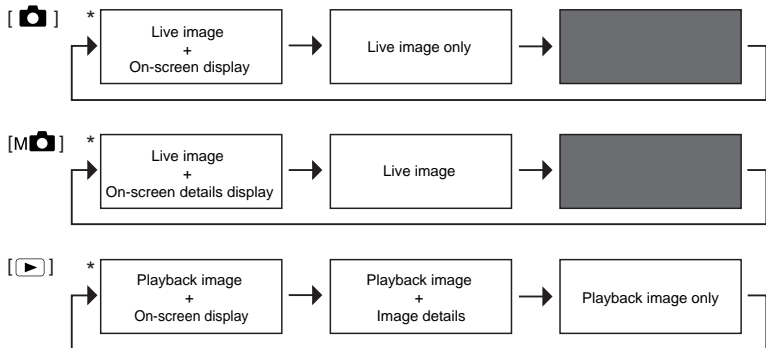 [ ] *
Live image
+
On-screen display
Live image only
[M ] *
Live image
+
On-screen details display
Live image
[ ] *
Playback image
+
On-screen display
Playback image
+
Image details
Playback image only